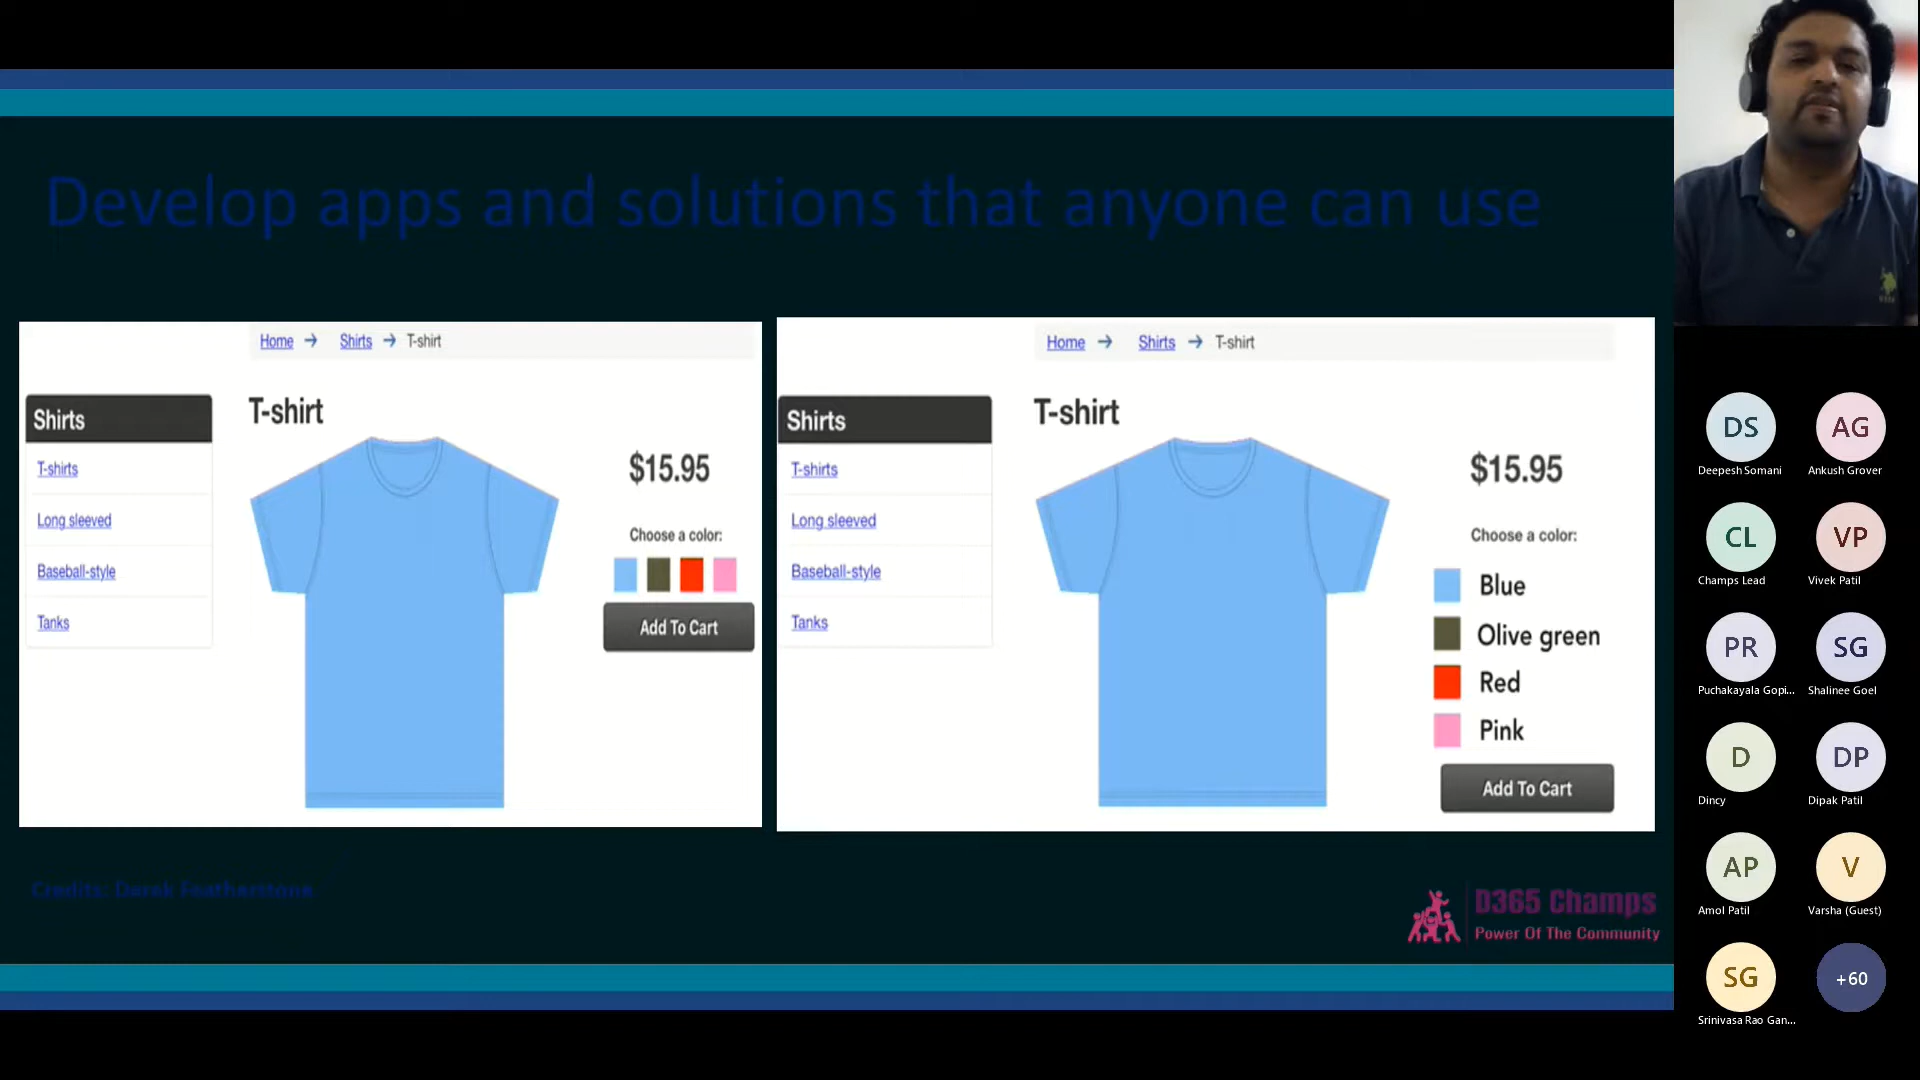 Develop apps and solutions that anyone can use
Home → Shirts → T-shirt
Shirts
T-shirts
Long sleeved
Baseball-style
Tanks
T-shirt
$15.95
Choose a color:
Add To Cart
Home → Shirts → T-shirt
Shirts
T-shirts
Long sleeved
Baseball-style
Tanks
T-shirt
$15.95
Choose a color:
Blue
Olive green
Red
Pink
Add To Cart
Credits: Derek Featherstone
D365 Champs
Power Of The Community
DS
Deepesh Somani
AG
Ankush Grover
CL
Champs Lead
VP
Vivek Patil
PR
Puchakayala Gopi...
SG
Shalinee Goel
D
Dincy
DP
Dipak Patil
AP
Amol Patil
V
Varsha (Guest)
SG
Srinivasa Rao Gan...
+60